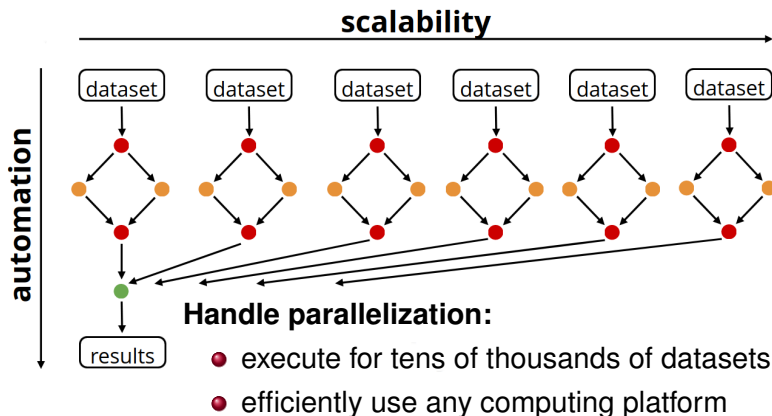 scalability
dataset dataset dataset dataset dataset dataset
automation
Handle parallelization:
results
execute for tens of thousands of datasets
efficiently use any computing platform